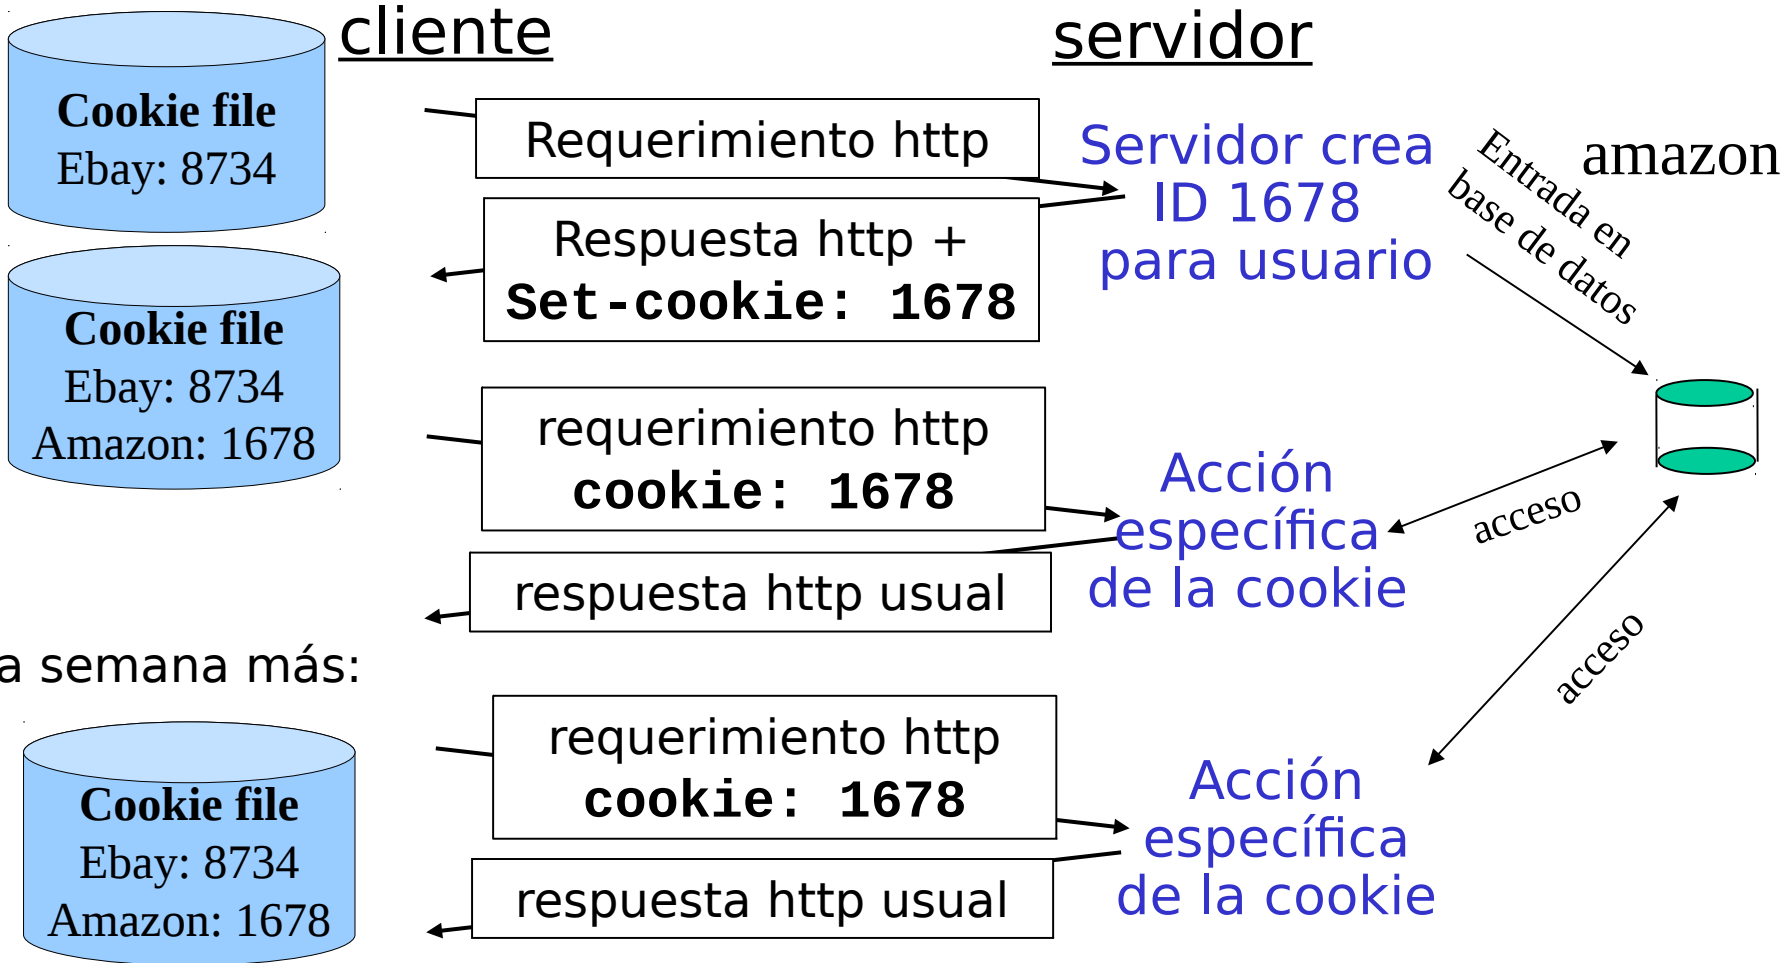 cliente
servidor
Cookie file
Ebay: 8734
Requerimiento http
Servidor crea
ID 1678
para usuario
Entrada en
base de datos
amazon
Respuesta http +
Set-cookie: 1678
Cookie file
Ebay: 8734
Amazon: 1678
requerimiento http
cookie: 1678
Acción
específica
de la cookie
acceso
respuesta http usual
acceso
a semana más:
Cookie file
Ebay: 8734
Amazon: 1678
requerimiento http
cookie: 1678
Acción
específica
de la cookie
respuesta http usual